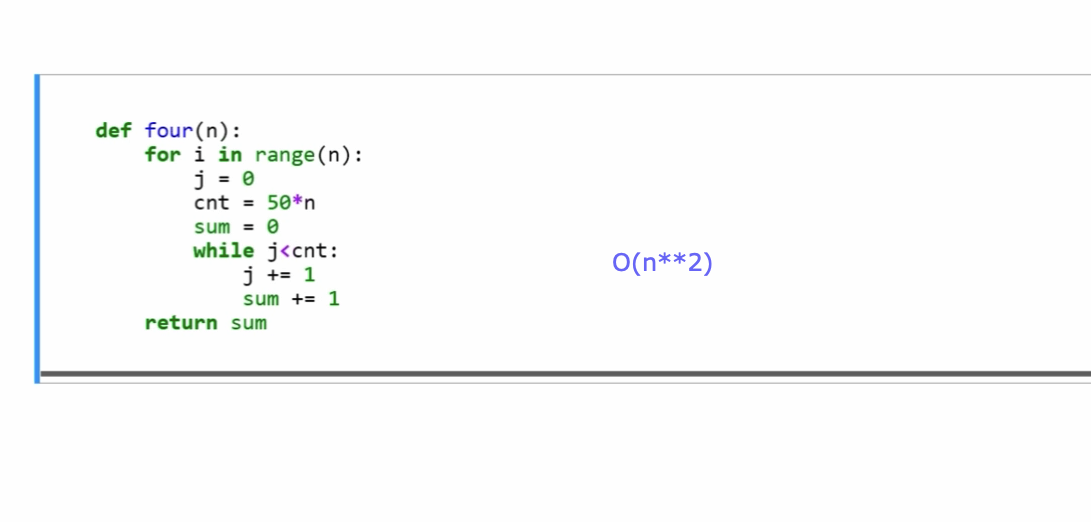 def four(n):
    for i in range(n):
        j = 0
        cnt = 50*n
        sum = 0
        while j<cnt:
            j += 1
            sum += 1
    return sum
O(n**2)